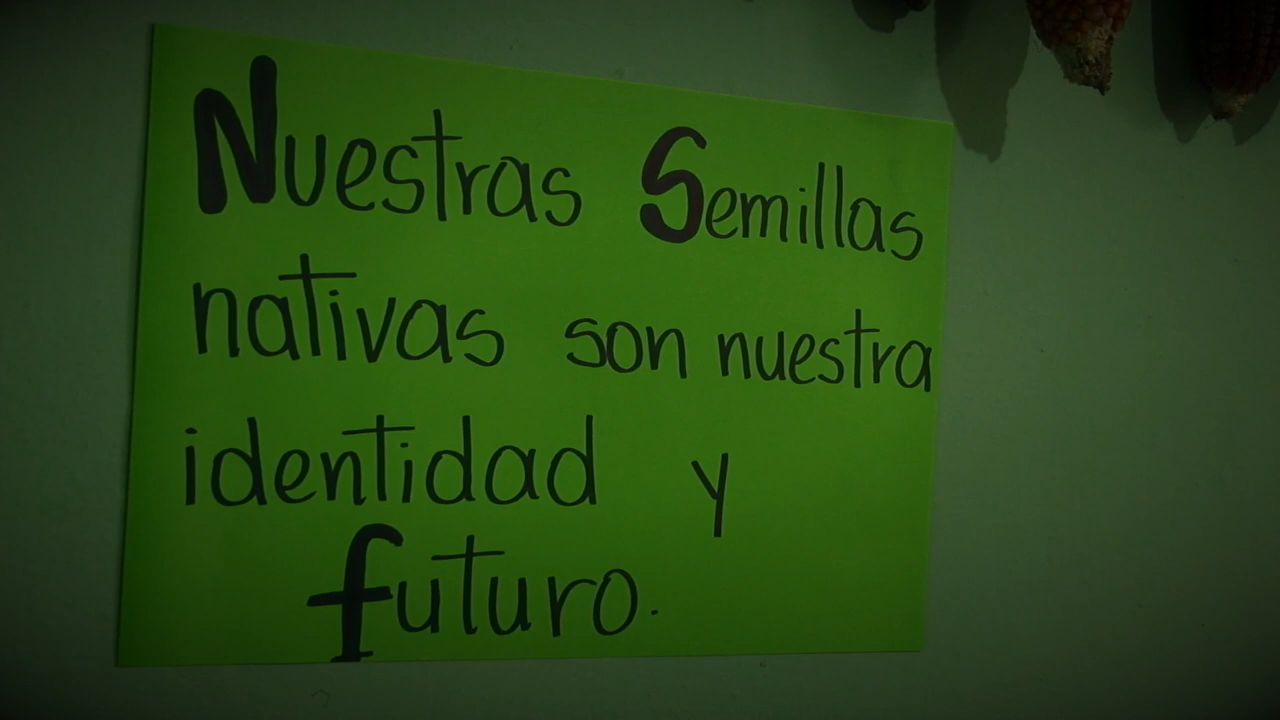 Nuestras Semillas
nativas son nuestra
identidad y
futuro.